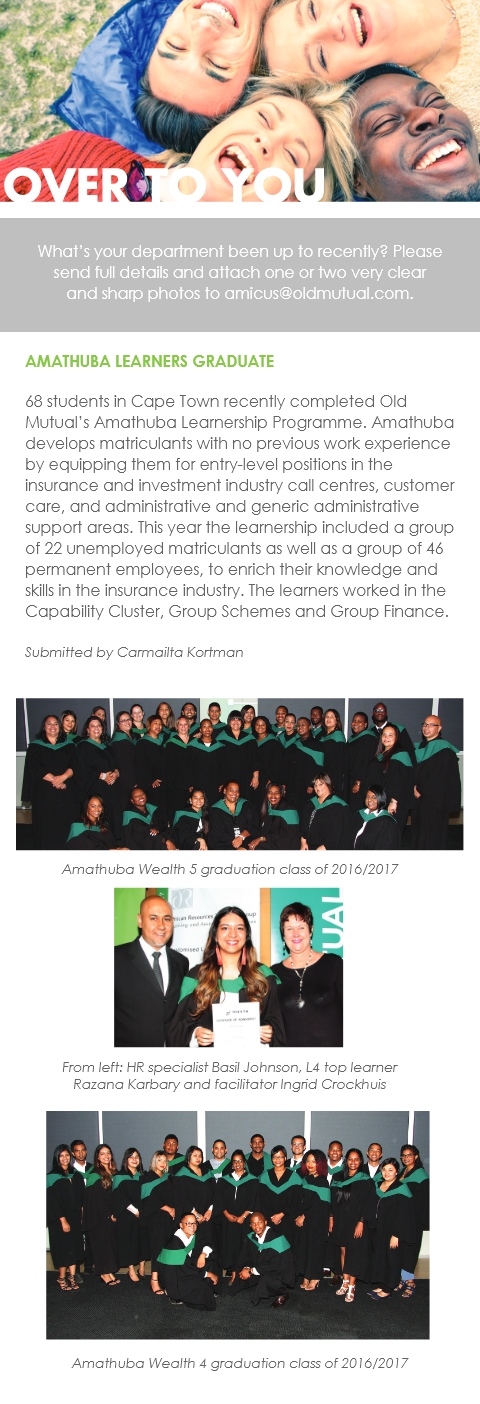 OVER TO YOU
What's your department been up to recently? Please
send full details and attach one or two very clear
and sharp photos to amicus@oldmutual.com.
AMATHUBA LEARNERS GRADUATE
68 students in Cape Town recently completed Old
Mutual's Amathuba Learnership Programme. Amathuba
develops matriculants with no previous work experience
by equipping them for entry-level positions in the
insurance and investment industry call centres, customer
care, and administrative and generic administrative
support areas. This year the learnership included a group
of 22 unemployed matriculants as well as a group of 46
permanent employees, to enrich their knowledge and
skills in the insurance industry. The learners worked in the
Capability Cluster, Group Schemes and Group Finance.
Submitted by Carmailta Kortman
Amathuba Wealth 5 graduation class of 2016/2017
TUAL
From left: HR specialist Basil Johnson, L4 top learner
Razana Karbary and facilitator Ingrid Crockhuis
Amathuba Wealth 4 graduation class of 2016/2017